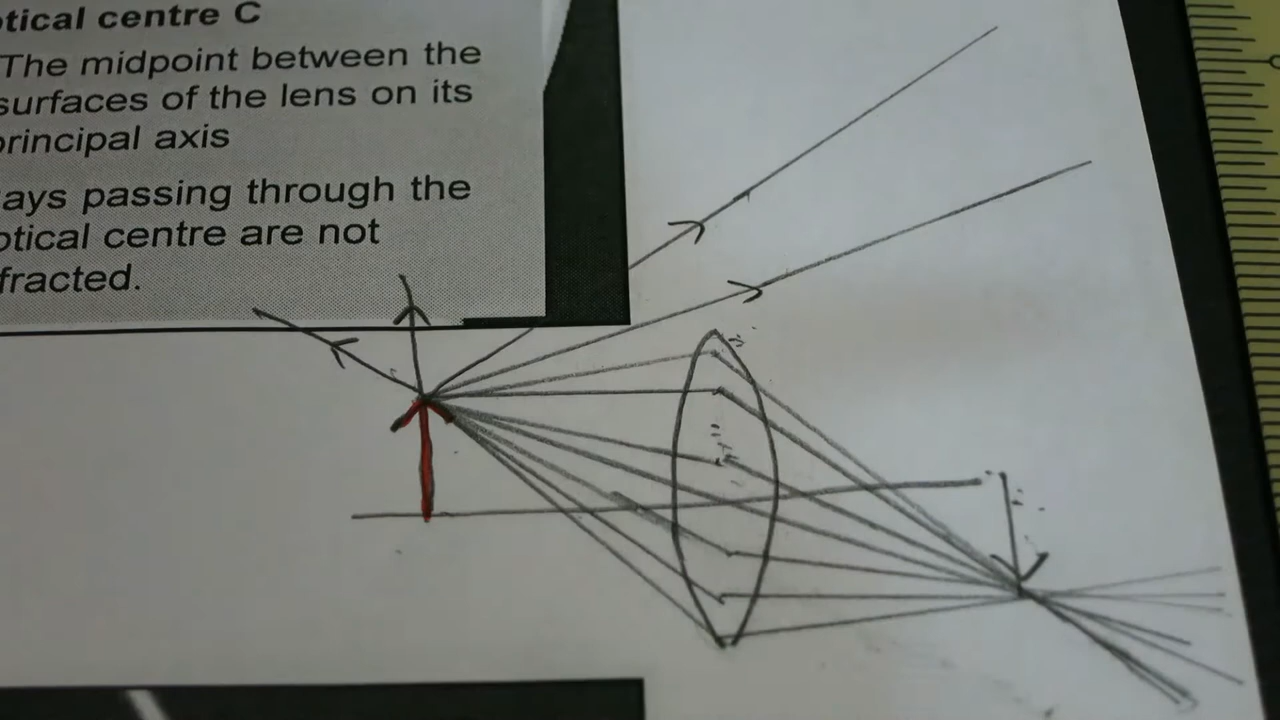 tical centre C
The midpoint between the
surfaces of the lens on its
principal axis
ays passing through the
ptical centre are not
fracted.